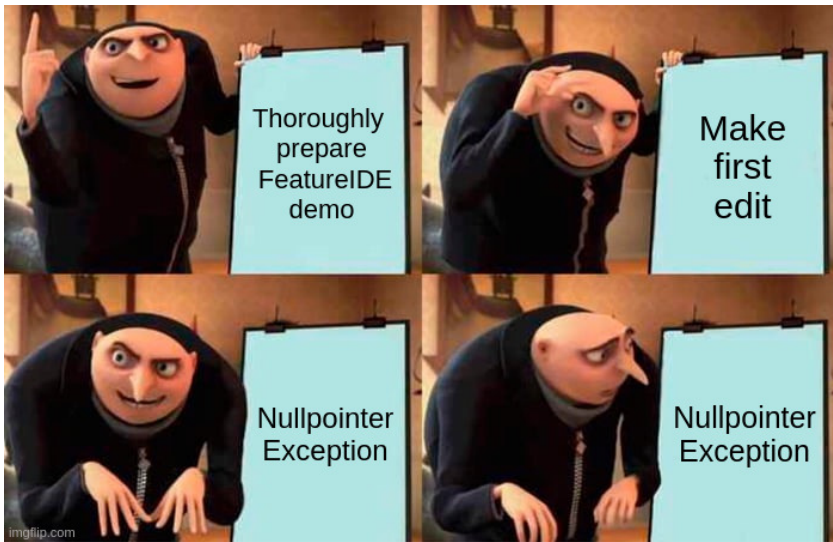 Thoroughly
prepare
FeatureIDE
demo
Make
first
edit
Nullpointer
Exception
Nullpointer
Exception
imgflip.com